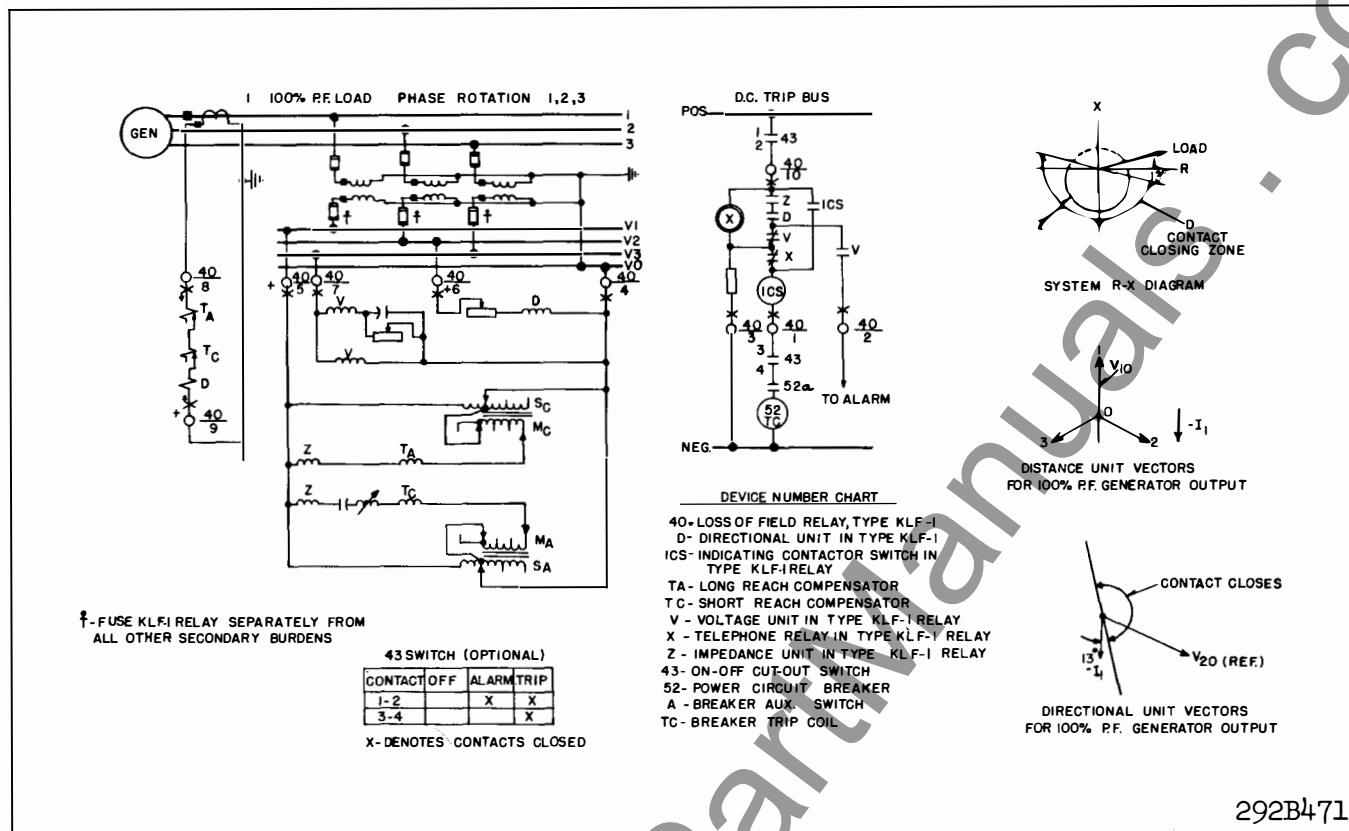 1 100% P.F. LOAD PHASE ROTATION 1,2,3
GEN
1
2
3
V1
V2
V3
VO
40
8
+
40
5
40
7
+
40
6
40
4
TA
TC
D
+
40
9
V
V
D
SC
MC
Z
TA
Z
TC
MA
SA
‡-FUSE KLF-1 RELAY SEPARATELY FROM
ALL OTHER SECONDARY BURDENS
43 SWITCH (OPTIONAL)
CONTACT OFF ALARM TRIP
1-2 X X
3-4 X
X-DENOTES CONTACTS CLOSED
D.C. TRIP BUS
POS.
1
2
43
40
10
Z
D
V
X
ICS
X
V
ICS
40
3
40
1
40
2
3
4
43
52a
52
TC
TO ALARM
NEG.
DEVICE NUMBER CHART
40-LOSS OF FIELD RELAY, TYPE KLF-1
D- DIRECTIONAL UNIT IN TYPE KLF-1
ICS-INDICATING CONTACTOR SWITCH IN
TYPE KLF-1 RELAY
TA- LONG REACH COMPENSATOR
TC- SHORT REACH COMPENSATOR
V - VOLTAGE UNIT IN TYPE KLF-1 RELAY
X - TELEPHONE RELAY IN TYPE KLF-1 RELAY
Z - IMPEDANCE UNIT IN TYPE KLF-1 RELAY
43- ON-OFF CUT-OUT SWITCH
52- POWER CIRCUIT BREAKER
A - BREAKER AUX. SWITCH
TC- BREAKER TRIP COIL
X
LOAD
R
D
CONTACT
CLOSING ZONE
SYSTEM R-X DIAGRAM
1
V10
O
3
2
-I1
DISTANCE UNIT VECTORS
FOR 100% P.F. GENERATOR OUTPUT
CONTACT CLOSES
13°
-I1
V20 (REF.)
DIRECTIONAL UNIT VECTORS
FOR 100% P.F. GENERATOR OUTPUT
292B471